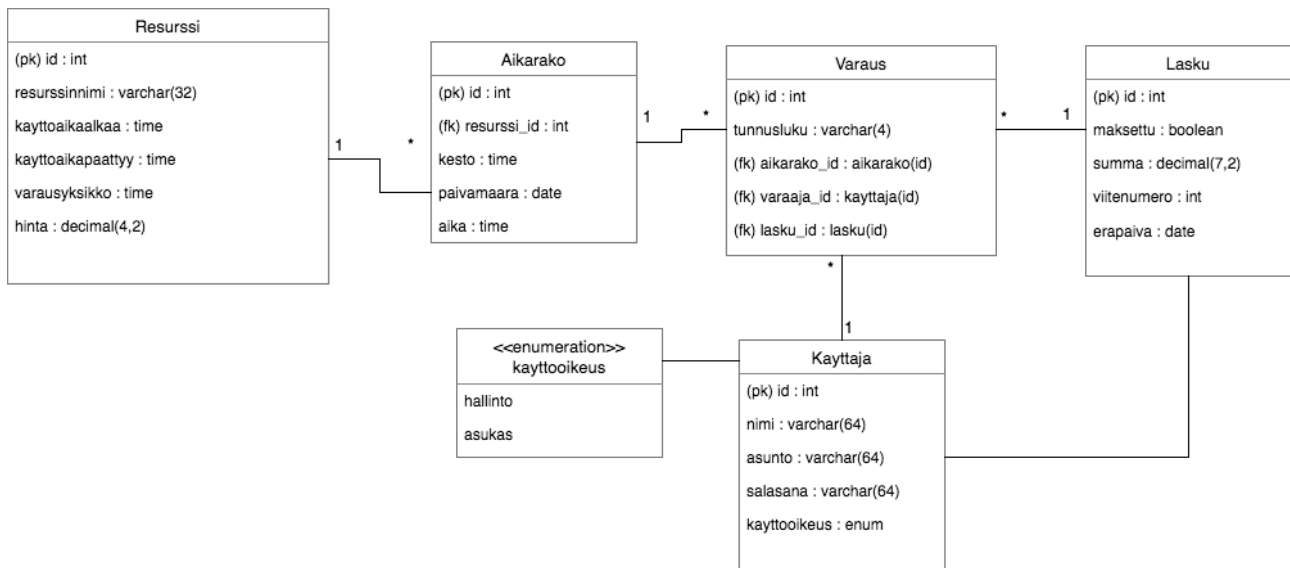 Resurssi
(pk) id : int
resurssinnimi : varchar(32)
kayttoaikaalkaa : time
kayttoaikapaattyy : time
varausyksikko : time
hinta : decimal(4,2)
1
*
Aikarako
(pk) id : int
(fk) resurssi_id : int
kesto : time
paivamaara : date
aika : time
1
*
Varaus
(pk) id : int
tunnusluku : varchar(4)
(fk) aikarako_id : aikarako(id)
(fk) varaaja_id : kayttaja(id)
(fk) lasku_id : lasku(id)
*
1
Lasku
(pk) id : int
maksettu : boolean
summa : decimal(7,2)
viitenumero : int
erapaiva : date
*
1
<<enumeration>>
kayttooikeus
hallinto
asukas
Kayttaja
(pk) id : int
nimi : varchar(64)
asunto : varchar(64)
salasana : varchar(64)
kayttooikeus : enum